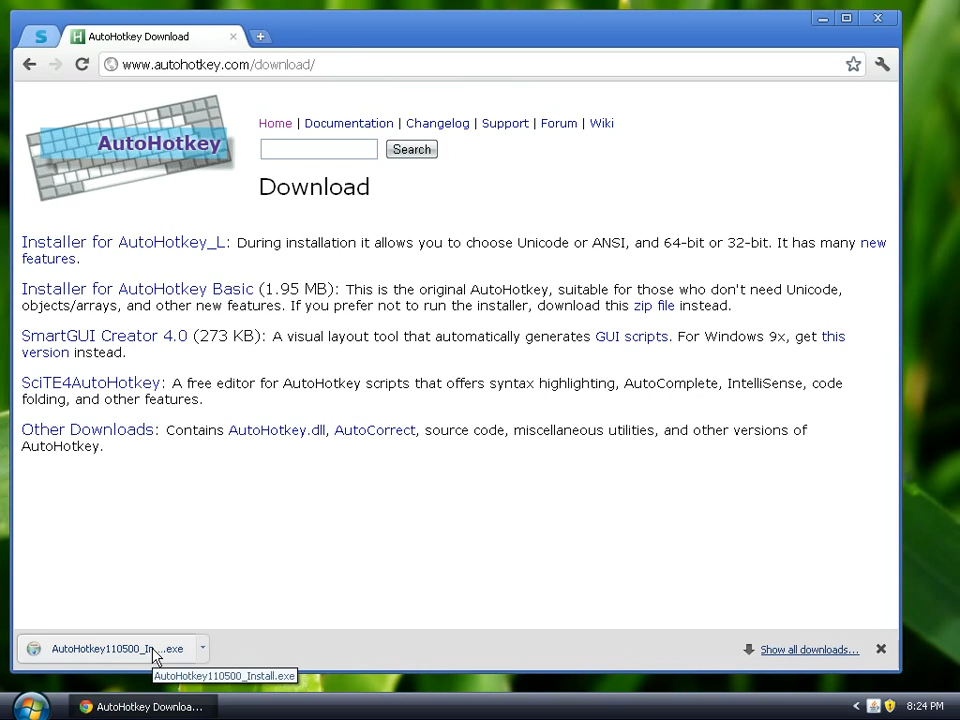 S
H AutoHotkey Download
www.autohotkey.com/download/
AutoHotkey
Home | Documentation | Changelog | Support | Forum | Wiki
Search
Download
Installer for AutoHotkey_L: During installation it allows you to choose Unicode or ANSI, and 64-bit or 32-bit. It has many new
features.
Installer for AutoHotkey Basic (1.95 MB): This is the original AutoHotkey, suitable for those who don't need Unicode,
objects/arrays, and other new features. If you prefer not to run the installer, download this zip file instead.
SmartGUI Creator 4.0 (273 KB): A visual layout tool that automatically generates GUI scripts. For Windows 9x, get this
version instead.
SciTE4AutoHotkey: A free editor for AutoHotkey scripts that offers syntax highlighting, AutoComplete, IntelliSense, code
folding, and other features.
Other Downloads: Contains AutoHotkey.dll, AutoCorrect, source code, miscellaneous utilities, and other versions of
AutoHotkey.
AutoHotkey110500_In....exe
Show all downloads...
AutoHotkey110500_Install.exe
AutoHotkey Downloa...
8:24 PM